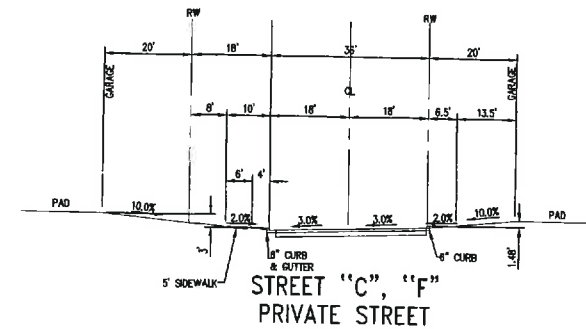 RW RW
20' 18' 36' 20'
GARAGE GARAGE
CL
8' 10' 18' 18' 6.5' 13.5'
6' 4'
PAD 10.0% 2.0% 3.0% 3.0% 2.0% 10.0% PAD
3' 1.48'
6" CURB
& GUTTER
6" CURB
5' SIDEWALK
STREET "C", "F"
PRIVATE STREET